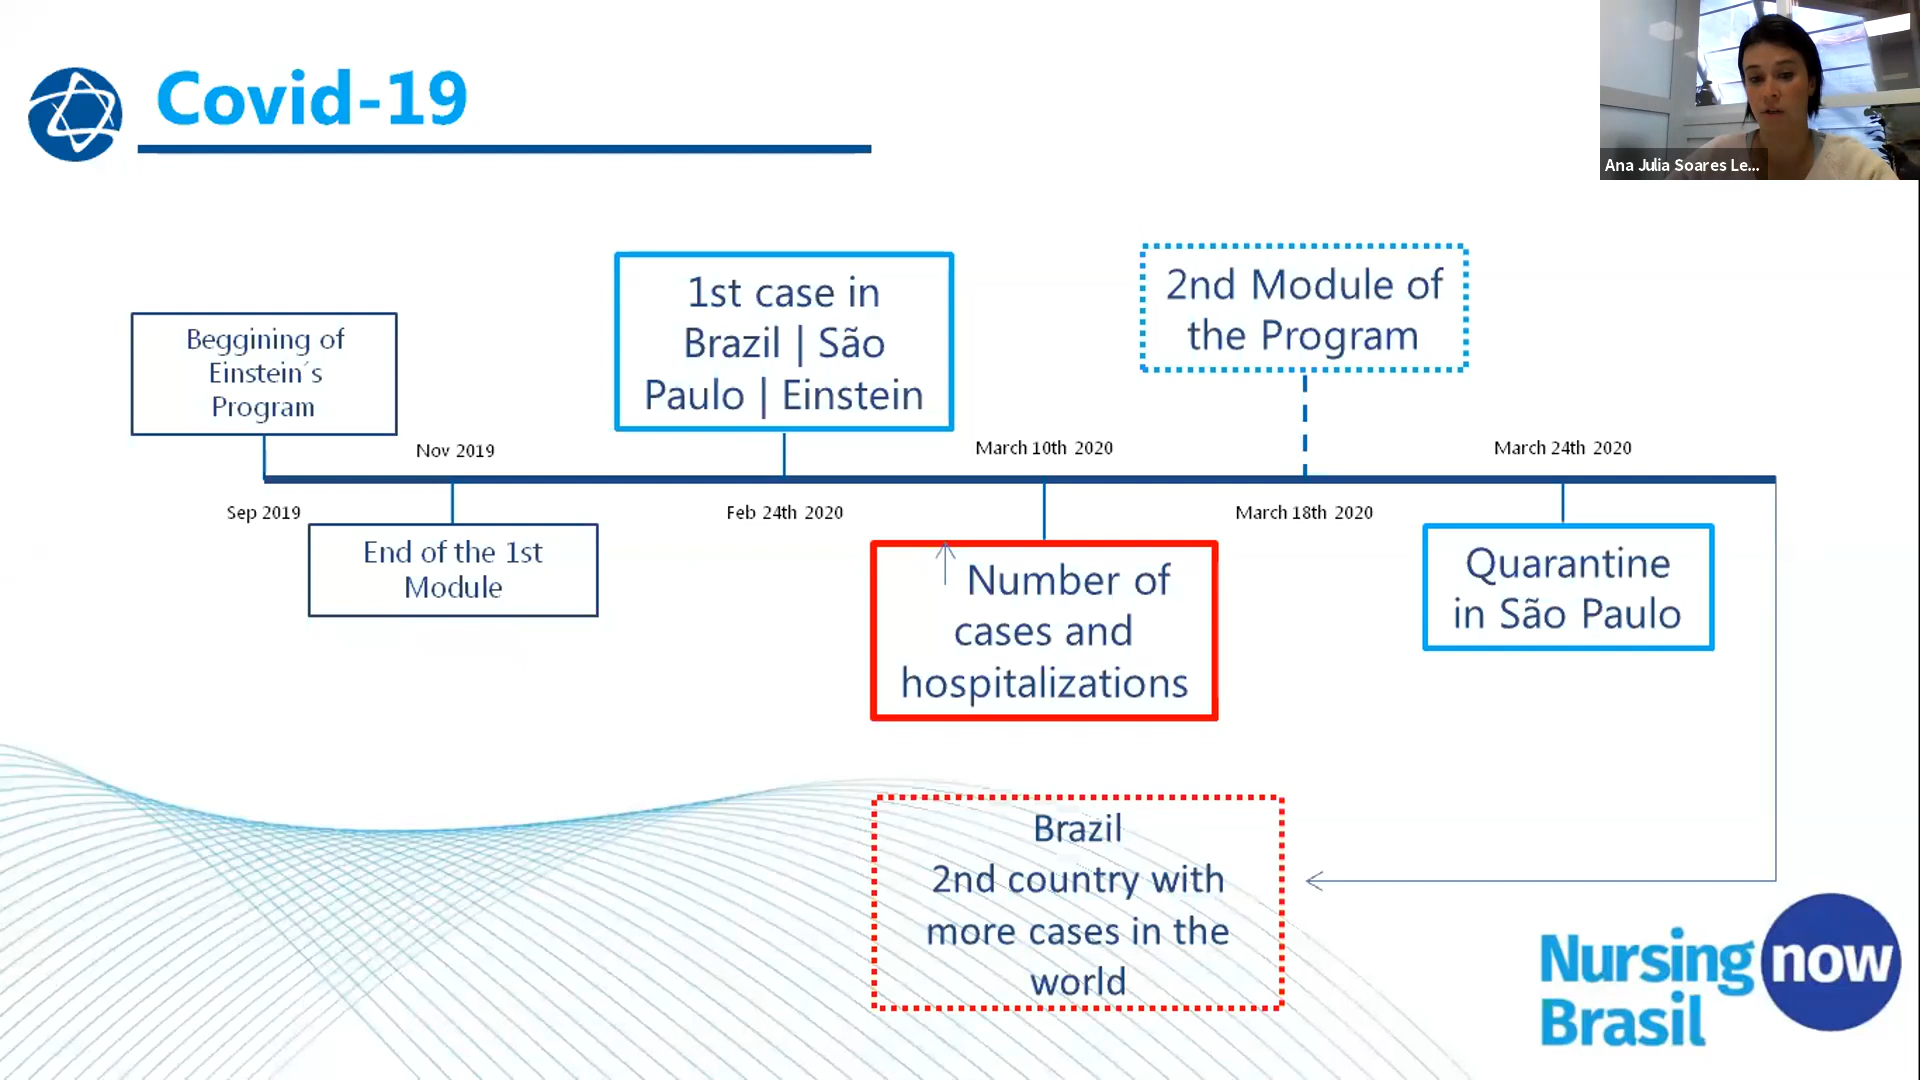 Covid-19
Ana Julia Soares Le...
Beggining of
Einstein´s
Program
1st case in
Brazil | São
Paulo | Einstein
2nd Module of
the Program
Nov 2019
March 10th 2020
March 24th 2020
Sep 2019
Feb 24th 2020
March 18th 2020
End of the 1st
Module
Number of
cases and
hospitalizations
Quarantine
in São Paulo
Brazil
2nd country with
more cases in the
world
Nursing now
Brasil